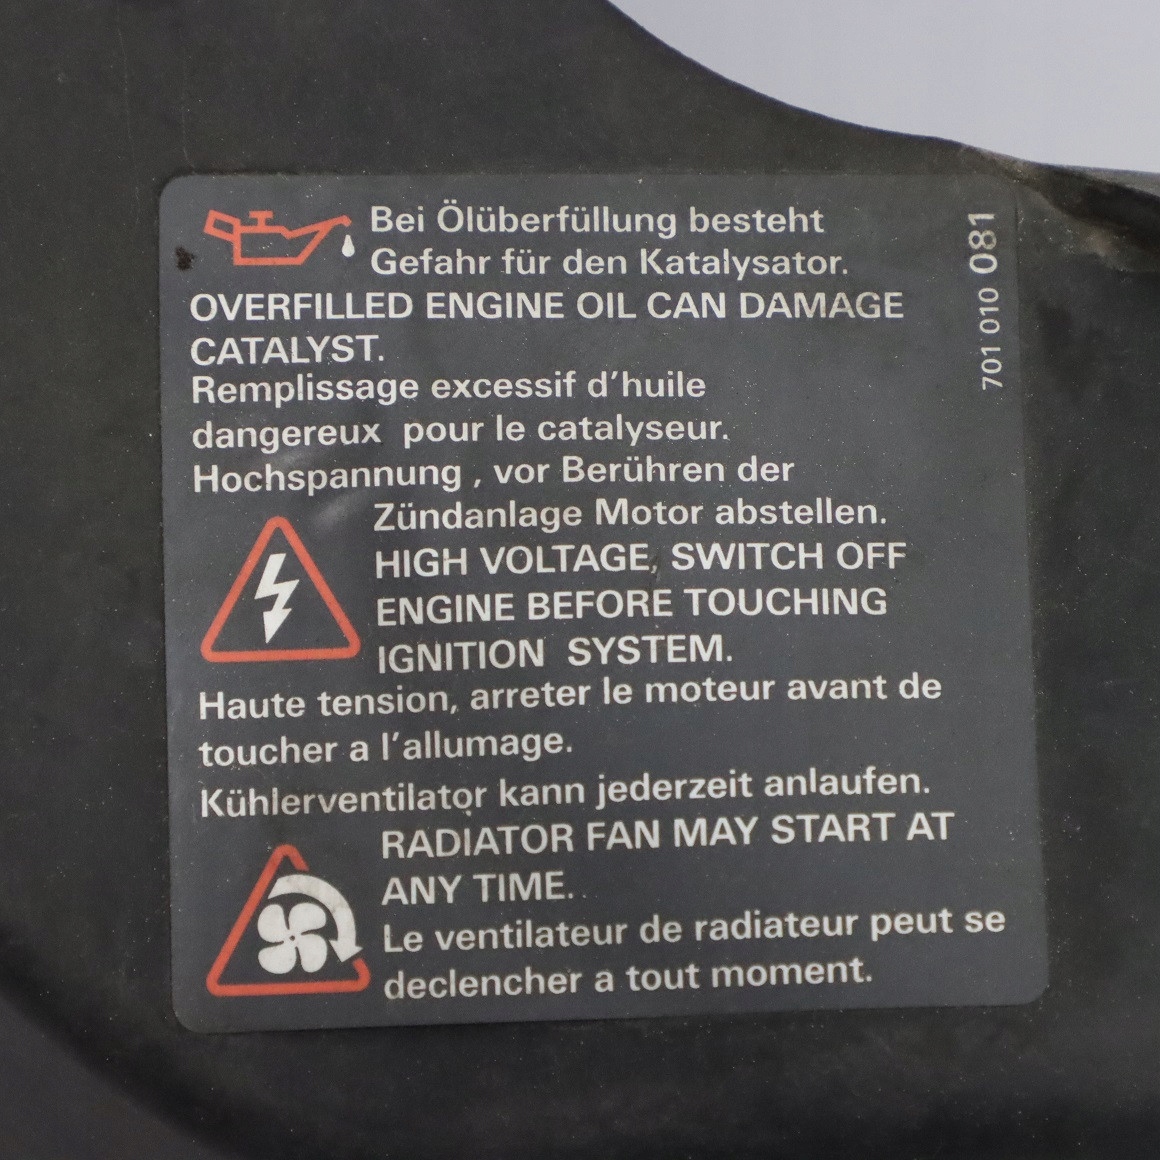 Bei Ölüberfüllung besteht
Gefahr für den Katalysator.
OVERFILLED ENGINE OIL CAN DAMAGE
CATALYST.
Remplissage excessif d'huile
dangereux pour le catalyseur.
Hochspannung , vor Berühren der
Zündanlage Motor abstellen.
HIGH VOLTAGE, SWITCH OFF
ENGINE BEFORE TOUCHING
IGNITION SYSTEM.
Haute tension, arreter le moteur avant de
toucher a l'allumage.
Kühlerventilator kann jederzeit anlaufen.
RADIATOR FAN MAY START AT
ANY TIME.
Le ventilateur de radiateur peut se
declencher a tout moment.
701 010 081